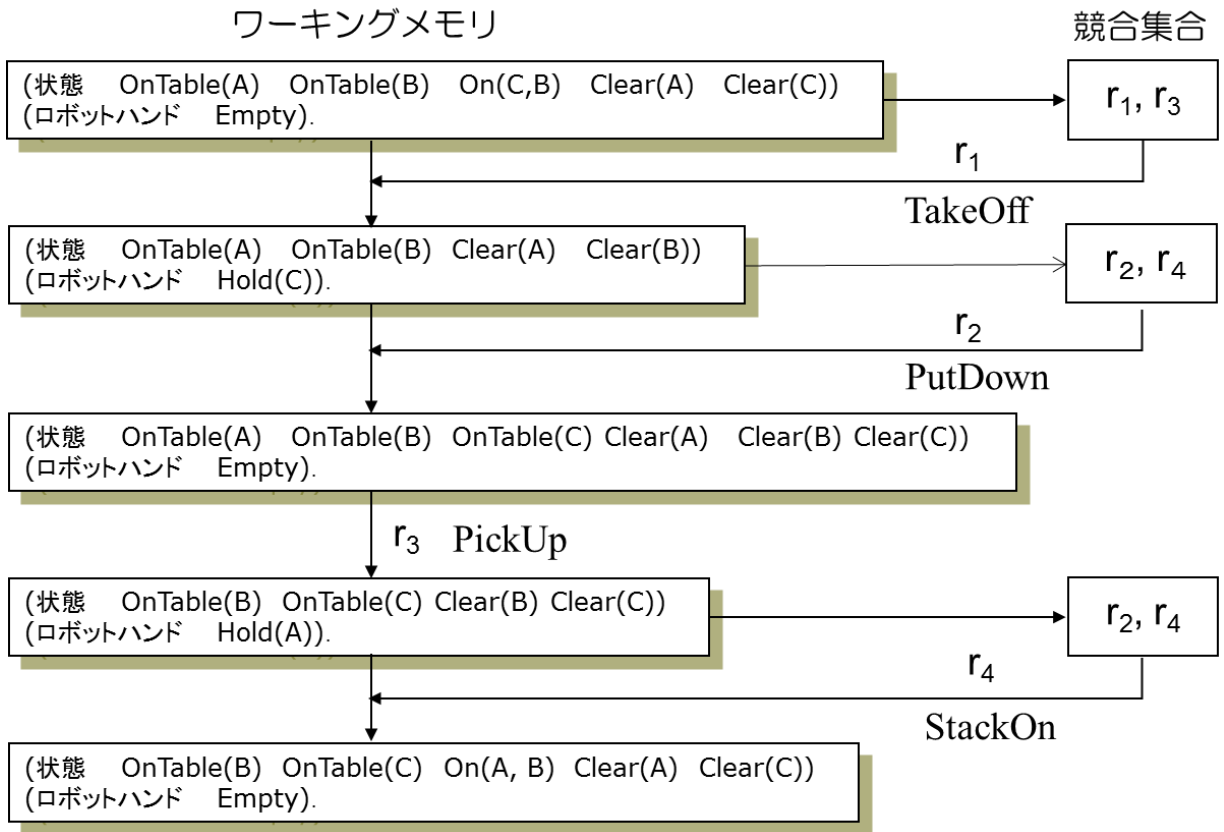 ワーキングメモリ
競合集合
(状態 OnTable(A) OnTable(B) On(C,B) Clear(A) Clear(C))
(ロボットハンド Empty).
r1, r3
r1
TakeOff
(状態 OnTable(A) OnTable(B) Clear(A) Clear(B))
(ロボットハンド Hold(C)).
r2, r4
r2
PutDown
(状態 OnTable(A) OnTable(B) OnTable(C) Clear(A) Clear(B) Clear(C))
(ロボットハンド Empty).
r3 PickUp
(状態 OnTable(B) OnTable(C) Clear(B) Clear(C))
(ロボットハンド Hold(A)).
r2, r4
r4
StackOn
(状態 OnTable(B) OnTable(C) On(A, B) Clear(A) Clear(C))
(ロボットハンド Empty).